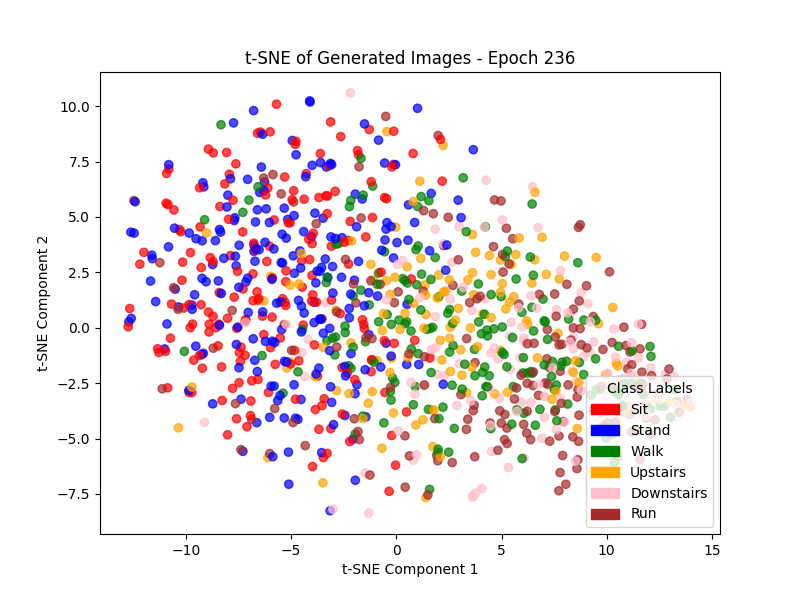 t-SNE of Generated Images - Epoch 236
t-SNE Component 2
10.0
7.5
5.0
2.5
0.0
−2.5
−5.0
−7.5
Class Labels
Sit
Stand
Walk
Upstairs
Downstairs
Run
−10
−5
0
5
10
15
t-SNE Component 1